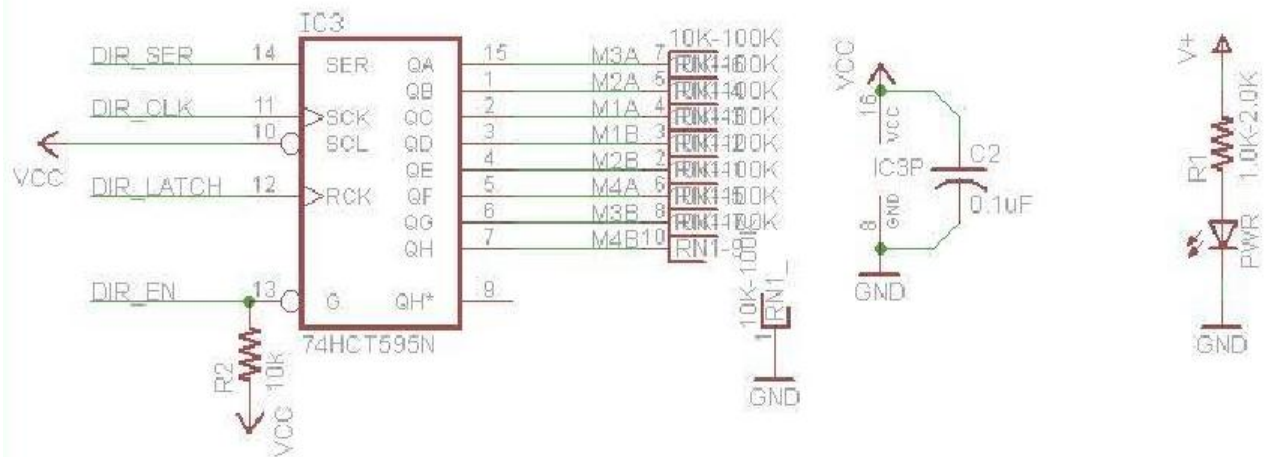 IC3
DIR_SER 14 SER QA 15 M3A 7 10K-100K
QB 1 M2A 5
DIR_CLK 11 SCK QC 2 M1A 4
10 SCL QD 3 M1B 3
VCC
QE 4 M2B 2
DIR_LATCH 12 RCK QF 5 M4A 6
QG 6 M3B 8
QH 7 M4B 10 RN1-9
DIR_EN 13 G QH* 9
74HCT595N
R2 10K
VCC
10K-100K
RN1_
1
GND
VCC
16 VCC
IC3P C2
0.1uF
8 GND
GND
V+
R1 1.0K-2.0K
PWR
GND